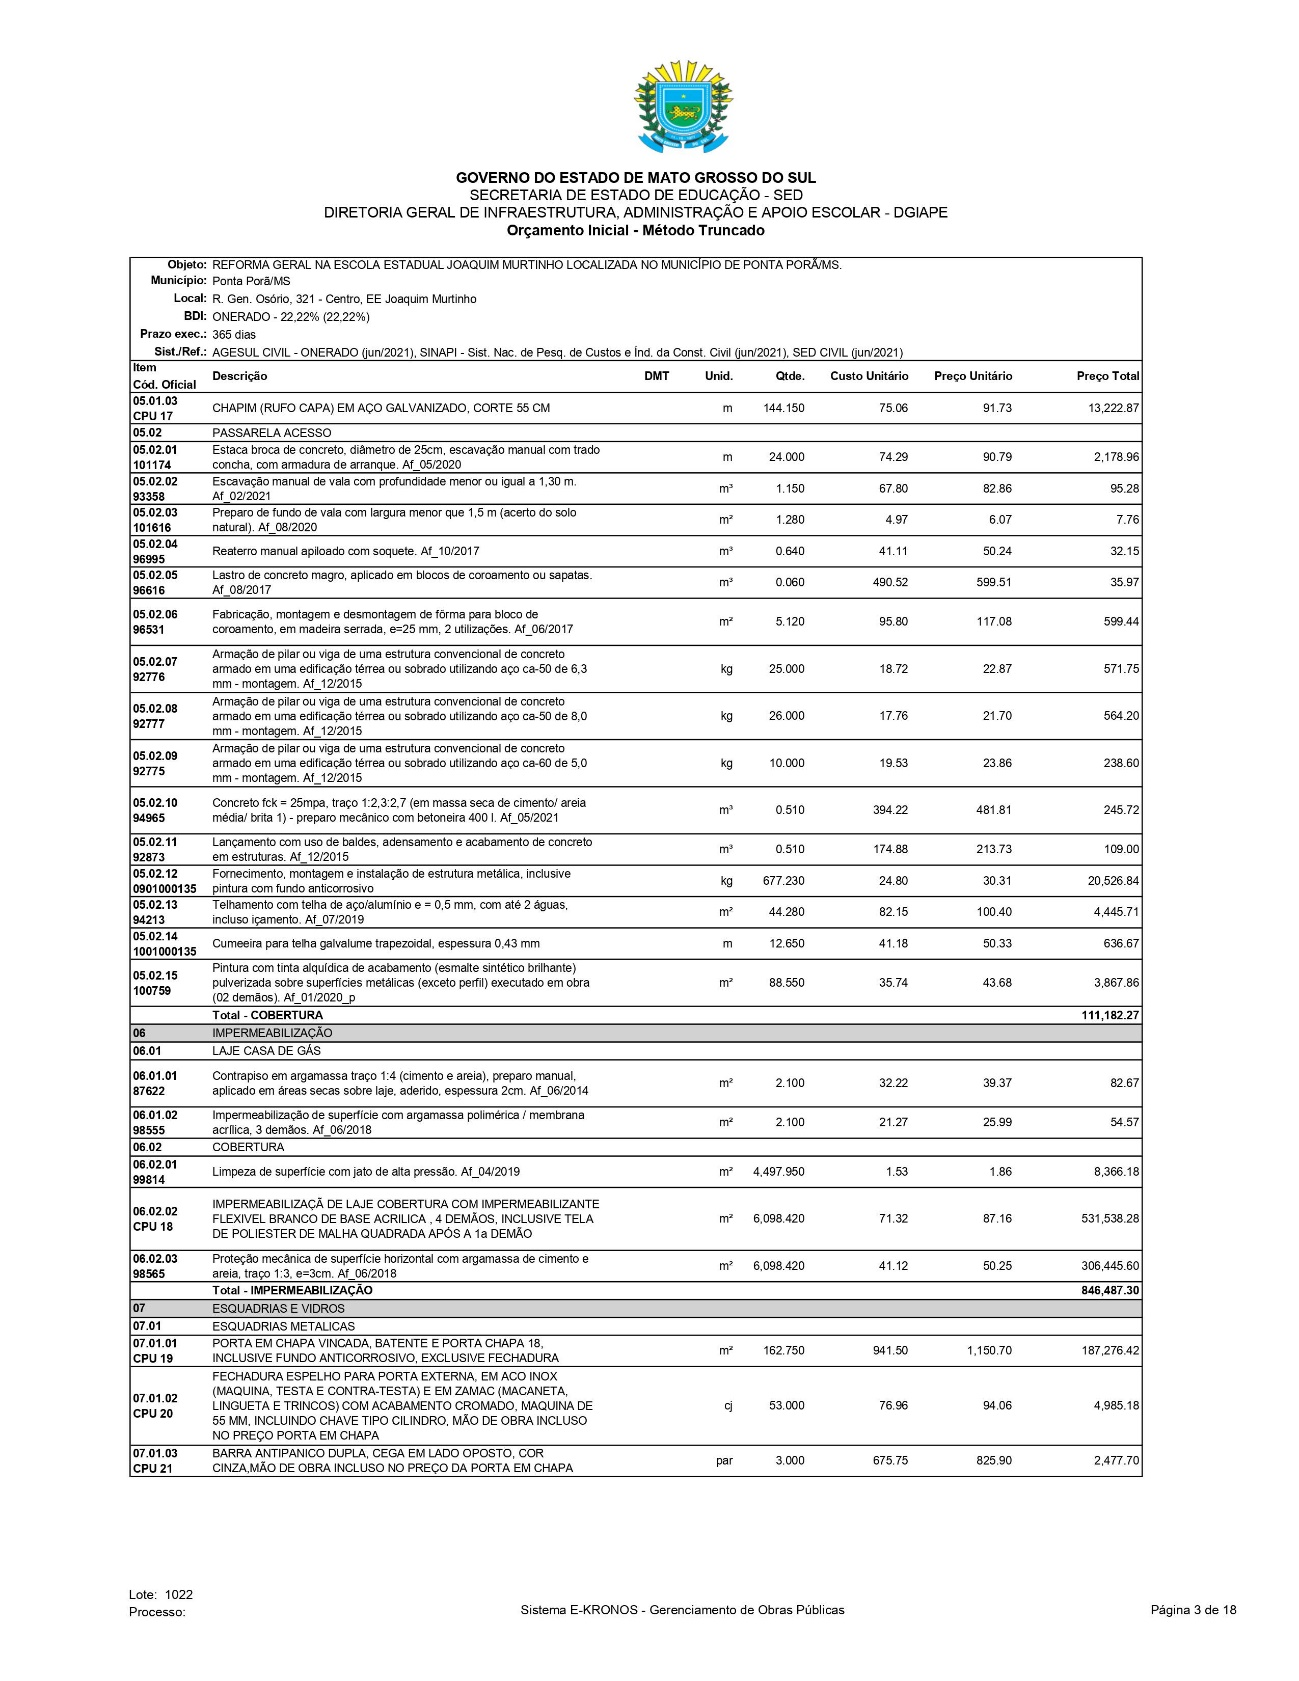 GOVERNO DO ESTADO DE MATO GROSSO DO SUL
SECRETARIA DE ESTADO DE EDUCAÇÃO - SED
DIRETORIA GERAL DE INFRAESTRUTURA, ADMINISTRAÇÃO E APOIO ESCOLAR - DGIAPE
Orçamento Inicial - Método Truncado
Objeto: REFORMA GERAL NA ESCOLA ESTADUAL JOAQUIM MURTINHO LOCALIZADA NO MUNICÍPIO DE PONTA PORÃ/MS.
Município: Ponta Porã/MS
Local: R. Gen. Osório, 321 - Centro, EE Joaquim Murtinho
BDI: ONERADO - 22,22% (22,22%)
Prazo exec.: 365 dias
Sist./Ref.: AGESUL CIVIL - ONERADO (jun/2021), SINAPI - Sist. Nac. de Pesq. de Custos e Índ. da Const. Civil (jun/2021), SED CIVIL (jun/2021)
Item
Cód. Oficial Descrição DMT Unid. Qtde. Custo Unitário Preço Unitário Preço Total
05.01.03
CPU 17 CHAPIM (RUFO CAPA) EM AÇO GALVANIZADO, CORTE 55 CM m 144.150 75.06 91.73 13,222.87
05.02 PASSARELA ACESSO
05.02.01 Estaca broca de concreto, diâmetro de 25cm, escavação manual com trado
101174 concha, com armadura de arranque. Af_05/2020 m 24.000 74.29 90.79 2,178.96
05.02.02 Escavação manual de vala com profundidade menor ou igual a 1,30 m.
93358 Af_02/2021 m³ 1.150 67.80 82.86 95.28
05.02.03 Preparo de fundo de vala com largura menor que 1,5 m (acerto do solo
101616 natural). Af_08/2020 m² 1.280 4.97 6.07 7.76
05.02.04
96995 Reaterro manual apiloado com soquete. Af_10/2017 m³ 0.640 41.11 50.24 32.15
05.02.05 Lastro de concreto magro, aplicado em blocos de coroamento ou sapatas.
96616 Af_08/2017 m³ 0.060 490.52 599.51 35.97
05.02.06 Fabricação, montagem e desmontagem de fôrma para bloco de
96531 coroamento, em madeira serrada, e=25 mm, 2 utilizações. Af_06/2017 m² 5.120 95.80 117.08 599.44
Armação de pilar ou viga de uma estrutura convencional de concreto
05.02.07 armado em uma edificação térrea ou sobrado utilizando aço ca-50 de 6,3 kg 25.000 18.72 22.87 571.75
92776 mm - montagem. Af_12/2015
Armação de pilar ou viga de uma estrutura convencional de concreto
05.02.08 armado em uma edificação térrea ou sobrado utilizando aço ca-50 de 8,0 kg 26.000 17.76 21.70 564.20
92777 mm - montagem. Af_12/2015
Armação de pilar ou viga de uma estrutura convencional de concreto
05.02.09 armado em uma edificação térrea ou sobrado utilizando aço ca-60 de 5,0 kg 10.000 19.53 23.86 238.60
92775 mm - montagem. Af_12/2015
05.02.10 Concreto fck = 25mpa, traço 1:2,3:2,7 (em massa seca de cimento/ areia
94965 média/ brita 1) - preparo mecânico com betoneira 400 l. Af_05/2021 m³ 0.510 394.22 481.81 245.72
05.02.11 Lançamento com uso de baldes, adensamento e acabamento de concreto
92873 em estruturas. Af_12/2015 m³ 0.510 174.88 213.73 109.00
05.02.12 Fornecimento, montagem e instalação de estrutura metálica, inclusive
0901000135 pintura com fundo anticorrosivo kg 677.230 24.80 30.31 20,526.84
05.02.13 Telhamento com telha de aço/alumínio e = 0,5 mm, com até 2 águas,
94213 incluso içamento. Af_07/2019 m² 44.280 82.15 100.40 4,445.71
05.02.14
1001000135 Cumeeira para telha galvalume trapezoidal, espessura 0,43 mm m 12.650 41.18 50.33 636.67
Pintura com tinta alquídica de acabamento (esmalte sintético brilhante)
05.02.15 pulverizada sobre superfícies metálicas (exceto perfil) executado em obra m² 88.550 35.74 43.68 3,867.86
100759 (02 demãos). Af_01/2020_p
Total - COBERTURA 111,182.27
06 IMPERMEABILIZAÇÃO
06.01 LAJE CASA DE GÁS
06.01.01 Contrapiso em argamassa traço 1:4 (cimento e areia), preparo manual,
87622 aplicado em áreas secas sobre laje, aderido, espessura 2cm. Af_06/2014 m² 2.100 32.22 39.37 82.67
06.01.02 Impermeabilização de superfície com argamassa polimérica / membrana
98555 acrílica, 3 demãos. Af_06/2018 m² 2.100 21.27 25.99 54.57
06.02 COBERTURA
06.02.01
99814 Limpeza de superfície com jato de alta pressão. Af_04/2019 m² 4,497.950 1.53 1.86 8,366.18
IMPERMEABILIZAÇÃ DE LAJE COBERTURA COM IMPERMEABILIZANTE
06.02.02 FLEXIVEL BRANCO DE BASE ACRILICA , 4 DEMÃOS, INCLUSIVE TELA m² 6,098.420 71.32 87.16 531,538.28
CPU 18 DE POLIESTER DE MALHA QUADRADA APÓS A 1a DEMÃO
06.02.03 Proteção mecânica de superfície horizontal com argamassa de cimento e
98565 areia, traço 1:3, e=3cm. Af_06/2018 m² 6,098.420 41.12 50.25 306,445.60
Total - IMPERMEABILIZAÇÃO 846,487.30
07 ESQUADRIAS E VIDROS
07.01 ESQUADRIAS METALICAS
07.01.01 PORTA EM CHAPA VINCADA, BATENTE E PORTA CHAPA 18,
CPU 19 INCLUSIVE FUNDO ANTICORROSIVO, EXCLUSIVE FECHADURA m² 162.750 941.50 1,150.70 187,276.42
FECHADURA ESPELHO PARA PORTA EXTERNA, EM ACO INOX
07.01.02 (MAQUINA, TESTA E CONTRA-TESTA) E EM ZAMAC (MACANETA,
CPU 20 LINGUETA E TRINCOS) COM ACABAMENTO CROMADO, MAQUINA DE cj 53.000 76.96 94.06 4,985.18
55 MM, INCLUINDO CHAVE TIPO CILINDRO, MÃO DE OBRA INCLUSO
NO PREÇO PORTA EM CHAPA
07.01.03 BARRA ANTIPANICO DUPLA, CEGA EM LADO OPOSTO, COR
CPU 21 CINZA,MÃO DE OBRA INCLUSO NO PREÇO DA PORTA EM CHAPA par 3.000 675.75 825.90 2,477.70
Lote: 1022
Processo:
Sistema E-KRONOS - Gerenciamento de Obras Públicas
Página 3 de 18